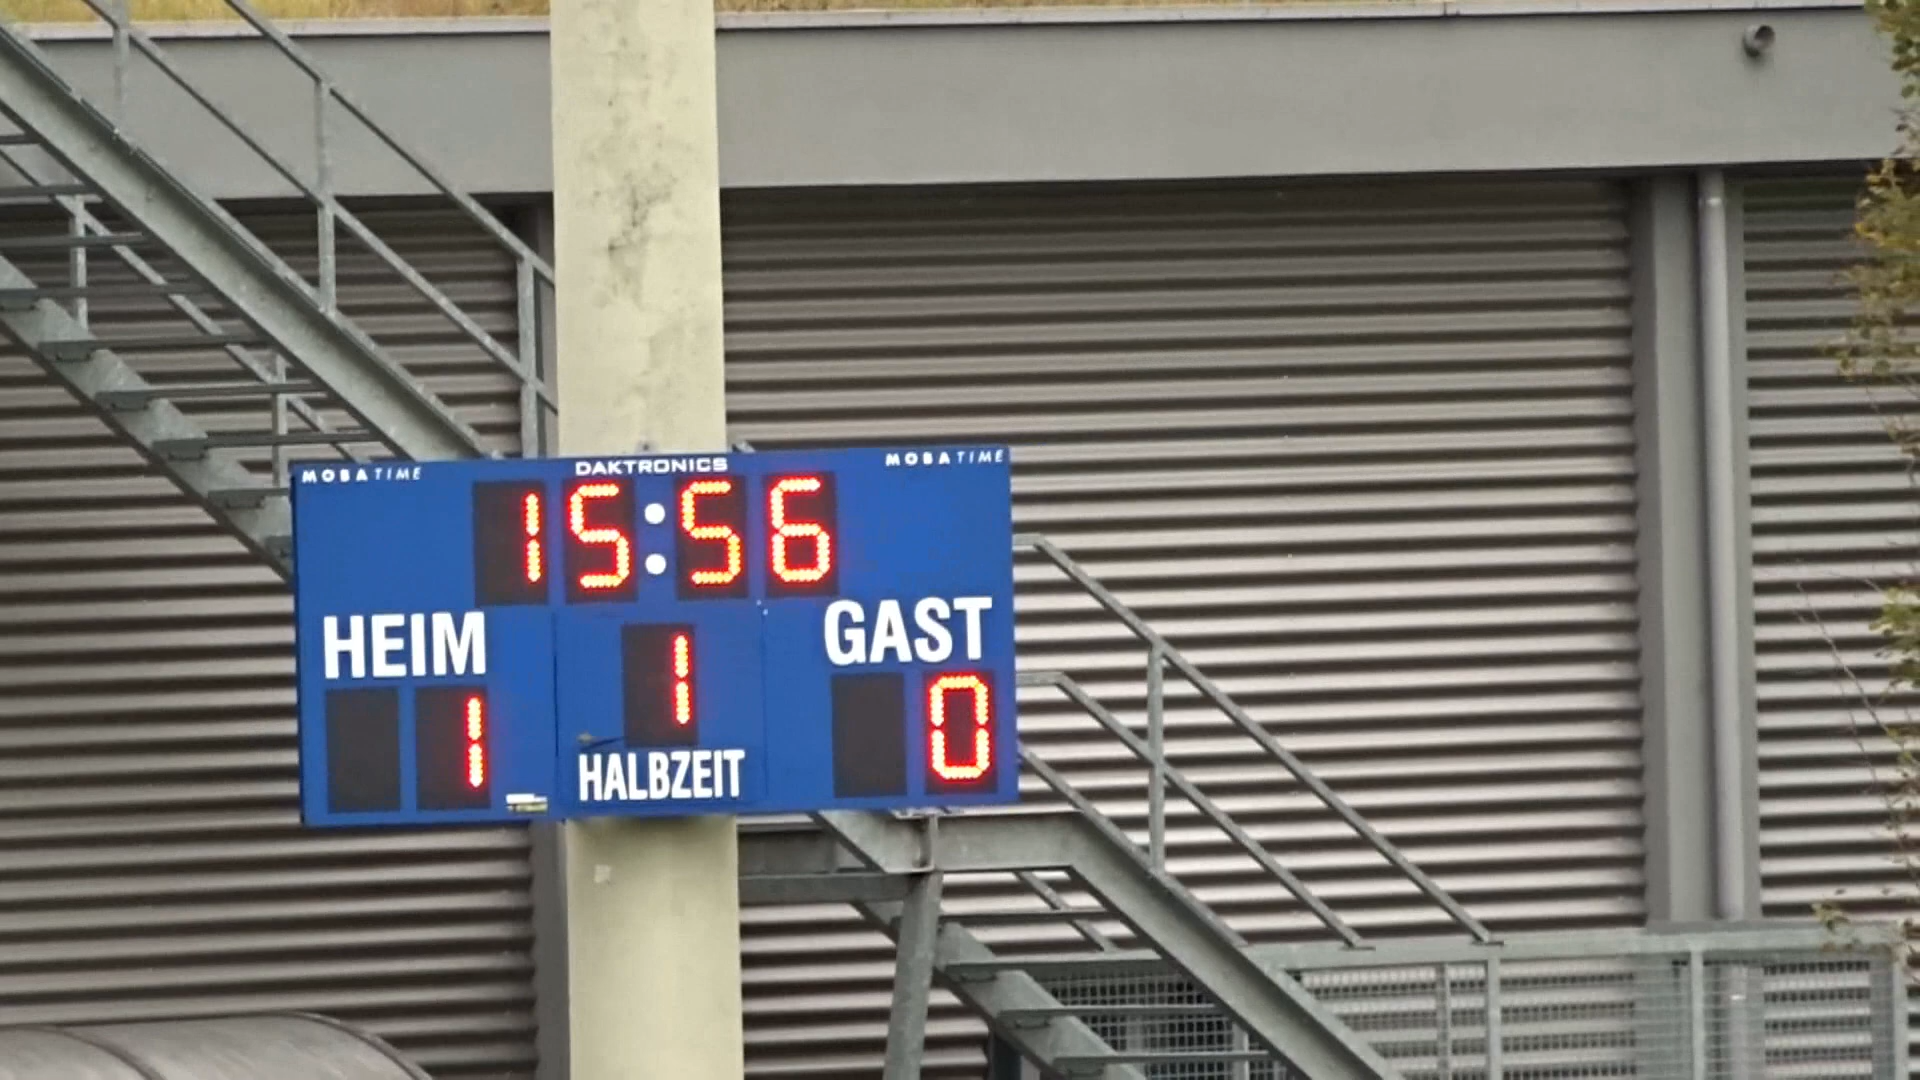 MOBATIME DAKTRONICS MOBATIME
15:56
HEIM 1 GAST
1 0
HALBZEIT